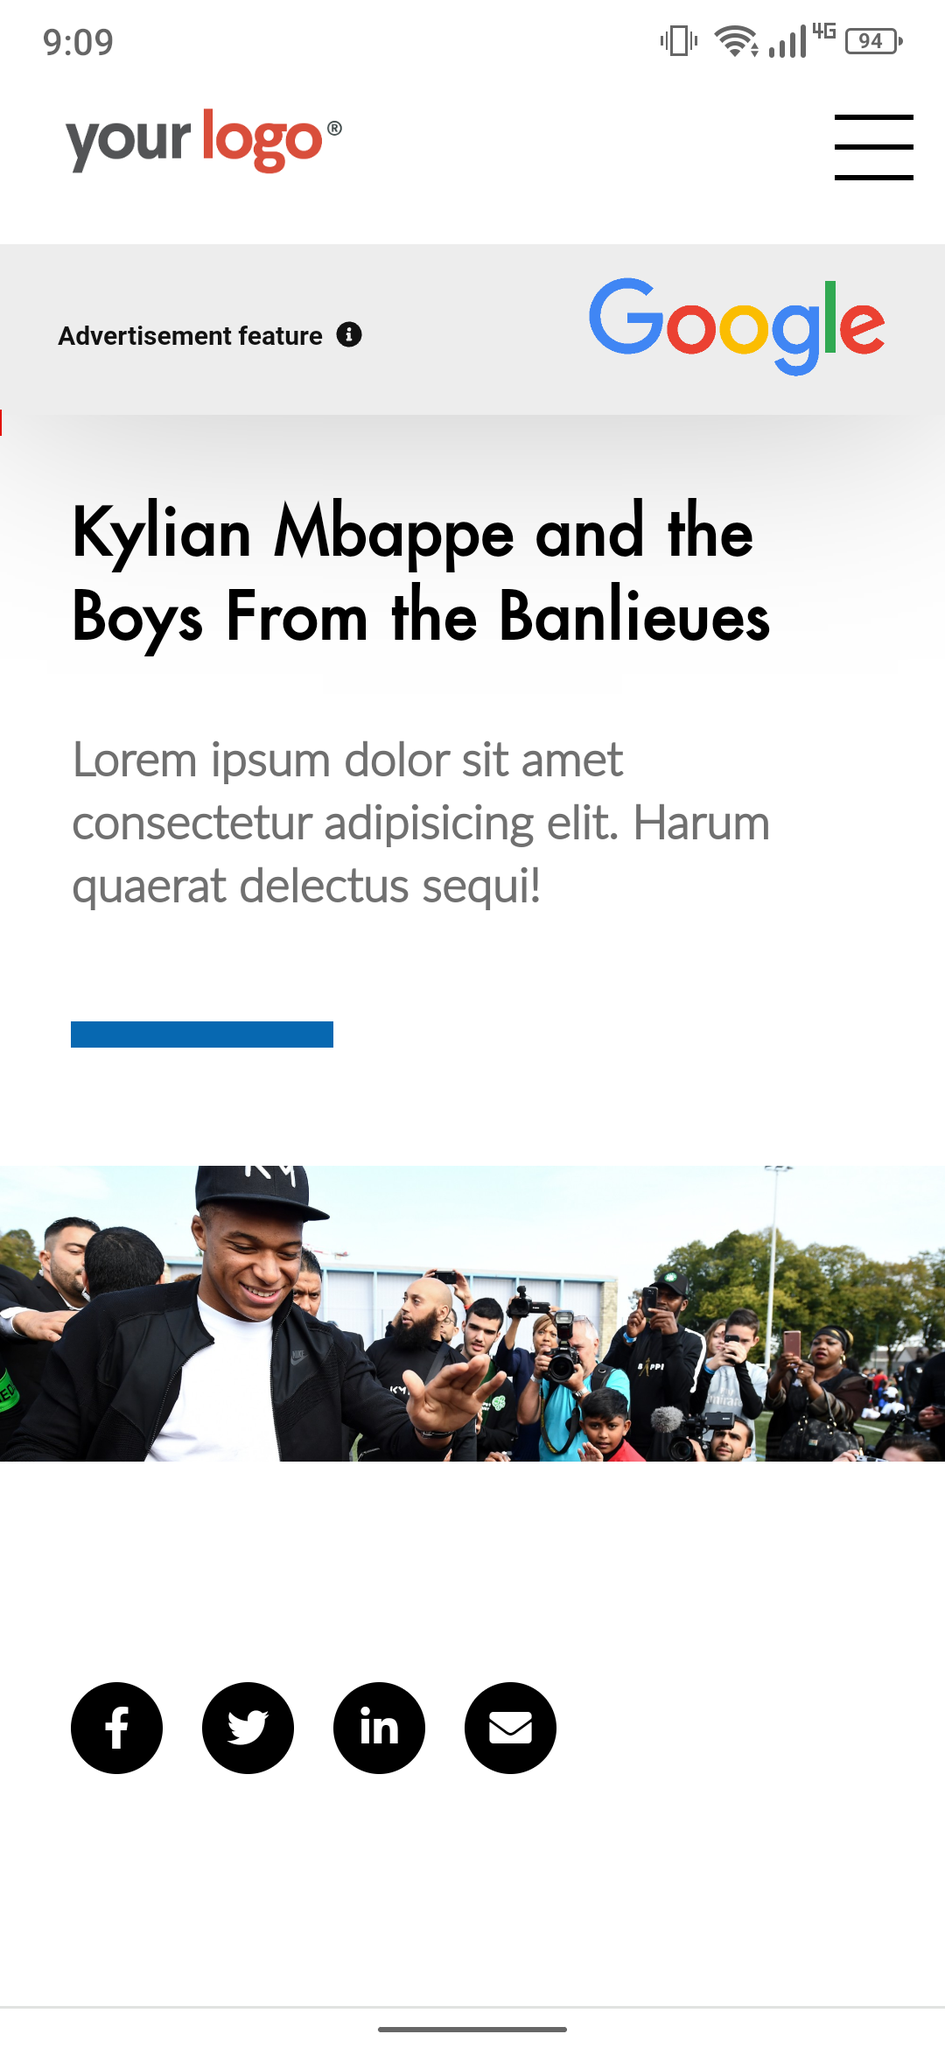 9:09
4G
94
your logo®
Advertisement feature
Google
Kylian Mbappe and the
Boys From the Banlieues
Lorem ipsum dolor sit amet
consectetur adipisicing elit. Harum
quaerat delectus sequi!
KY